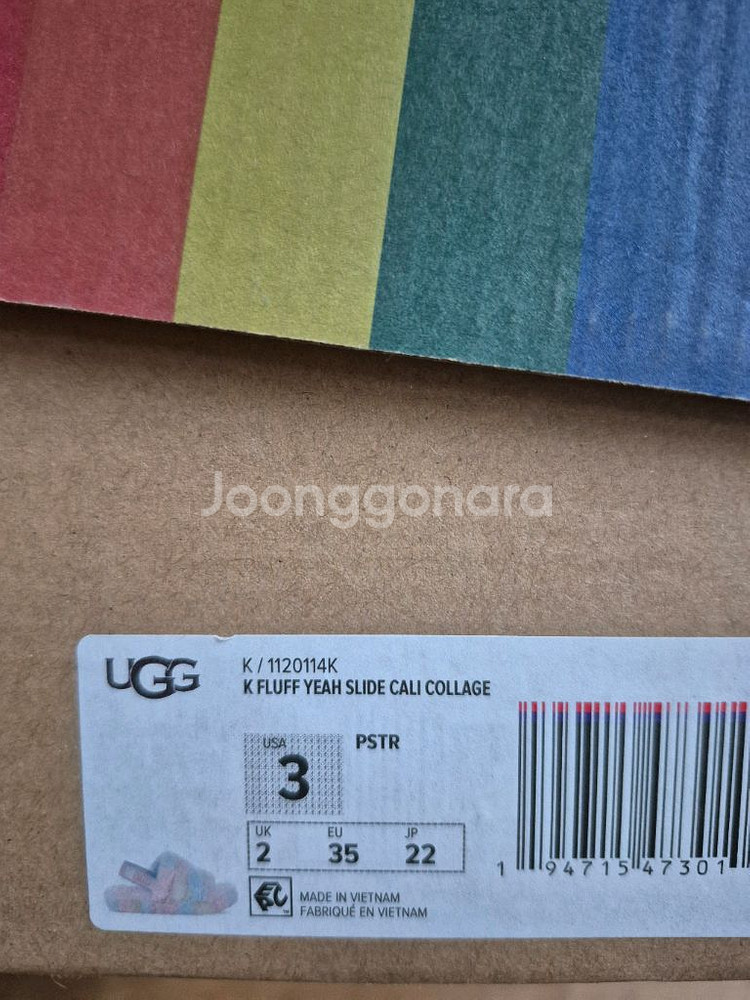 Joonggonara
UGG
K / 1120114K
K FLUFF YEAH SLIDE CALI COLLAGE
USA
3
PSTR
UK EU JP
2 35 22
1 94715 47301
MADE IN VIETNAM
FABRIQUÉ EN VIETNAM